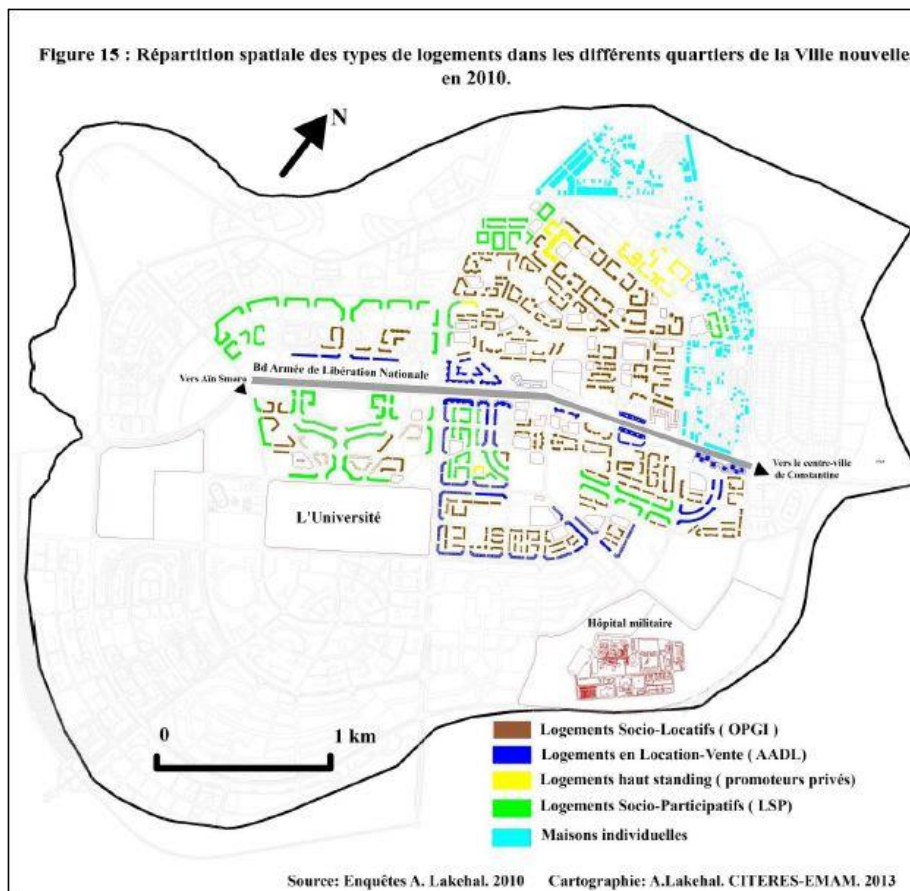 Figure 15 : Répartition spatiale des types de logements dans les différents quartiers de la Ville nouvelle
en 2010.
N
Bd Armée de Libération Nationale
Vers Aïn Smara
Vers le centre-ville
de Constantine
L'Université
Hôpital militaire
0 1 km
Logements Socio-Locatifs ( OPGI )
Logements en Location-Vente ( AADL)
Logements haut standing ( promoteurs privés)
Logements Socio-Participatifs ( LSP)
Maisons individuelles
Source: Enquêtes A. Lakehal. 2010 Cartographie: A.Lakehal. CITERES-EMAM. 2013